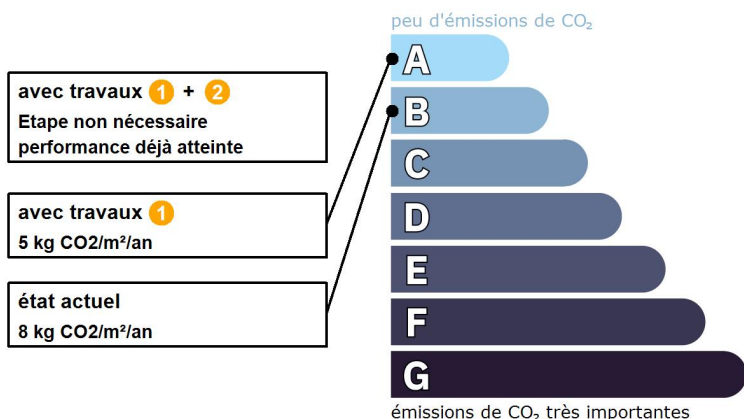 peu d'émissions de CO₂
A
avec travaux 1 + 2
Etape non nécessaire
performance déjà atteinte
B
C
avec travaux 1
5 kg CO2/m²/an
D
E
état actuel
8 kg CO2/m²/an
F
G
émissions de CO₂ très importantes